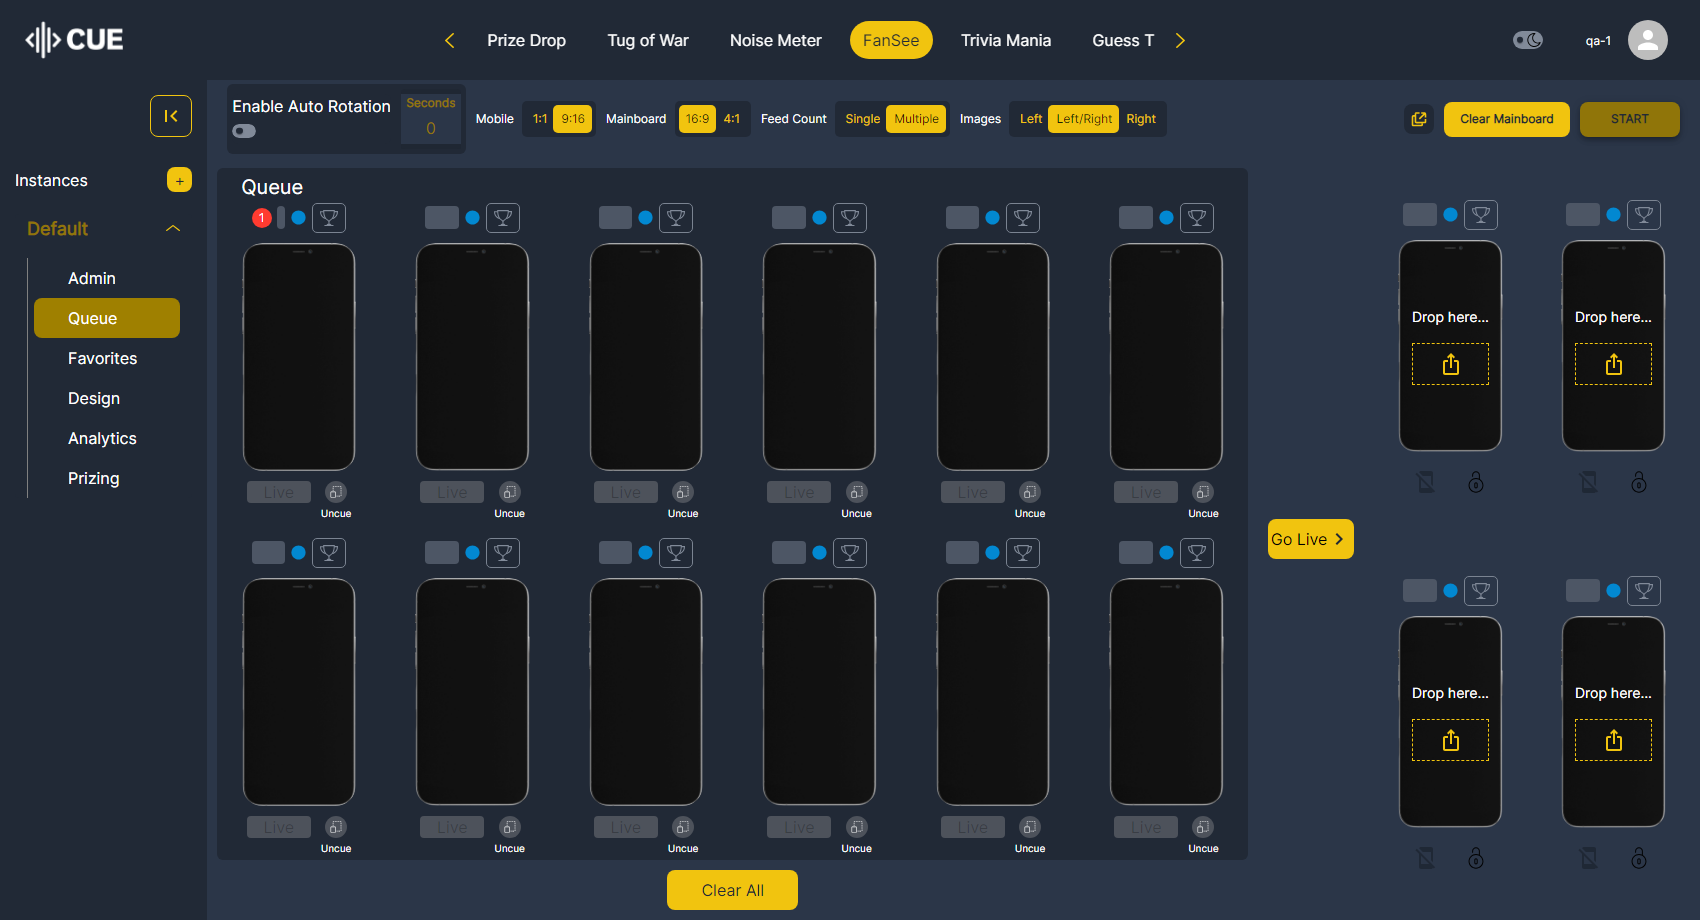 CUE
Prize Drop
Tug of War
Noise Meter
FanSee
Trivia Mania
Guess T
qa-1
Instances
+
Default
Admin
Queue
Favorites
Design
Analytics
Prizing
Enable Auto Rotation
Seconds
0
Mobile
1:1
9:16
Mainboard
16:9
4:1
Feed Count
Single
Multiple
Images
Left
Left/Right
Right
Clear Mainboard
START
Queue
1
Live
Uncue
Live
Uncue
Live
Uncue
Live
Uncue
Live
Uncue
Live
Uncue
Live
Uncue
Live
Uncue
Live
Uncue
Live
Uncue
Live
Uncue
Live
Uncue
Clear All
Go Live
Drop here...
Drop here...
Drop here...
Drop here...